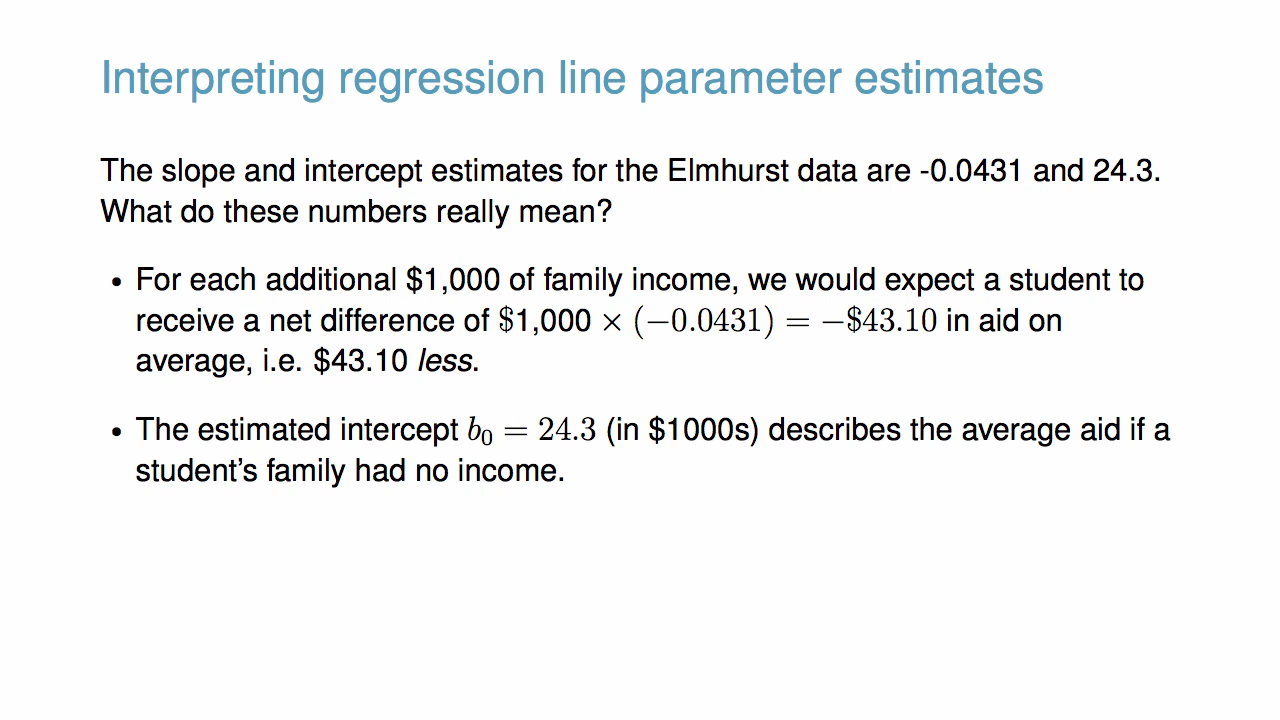 Interpreting regression line parameter estimates
The slope and intercept estimates for the Elmhurst data are -0.0431 and 24.3.
What do these numbers really mean?
• For each additional $1,000 of family income, we would expect a student to
receive a net difference of $1,000 × (−0.0431) = −$43.10 in aid on
average, i.e. $43.10 less.
• The estimated intercept b₀ = 24.3 (in $1000s) describes the average aid if a
student’s family had no income.